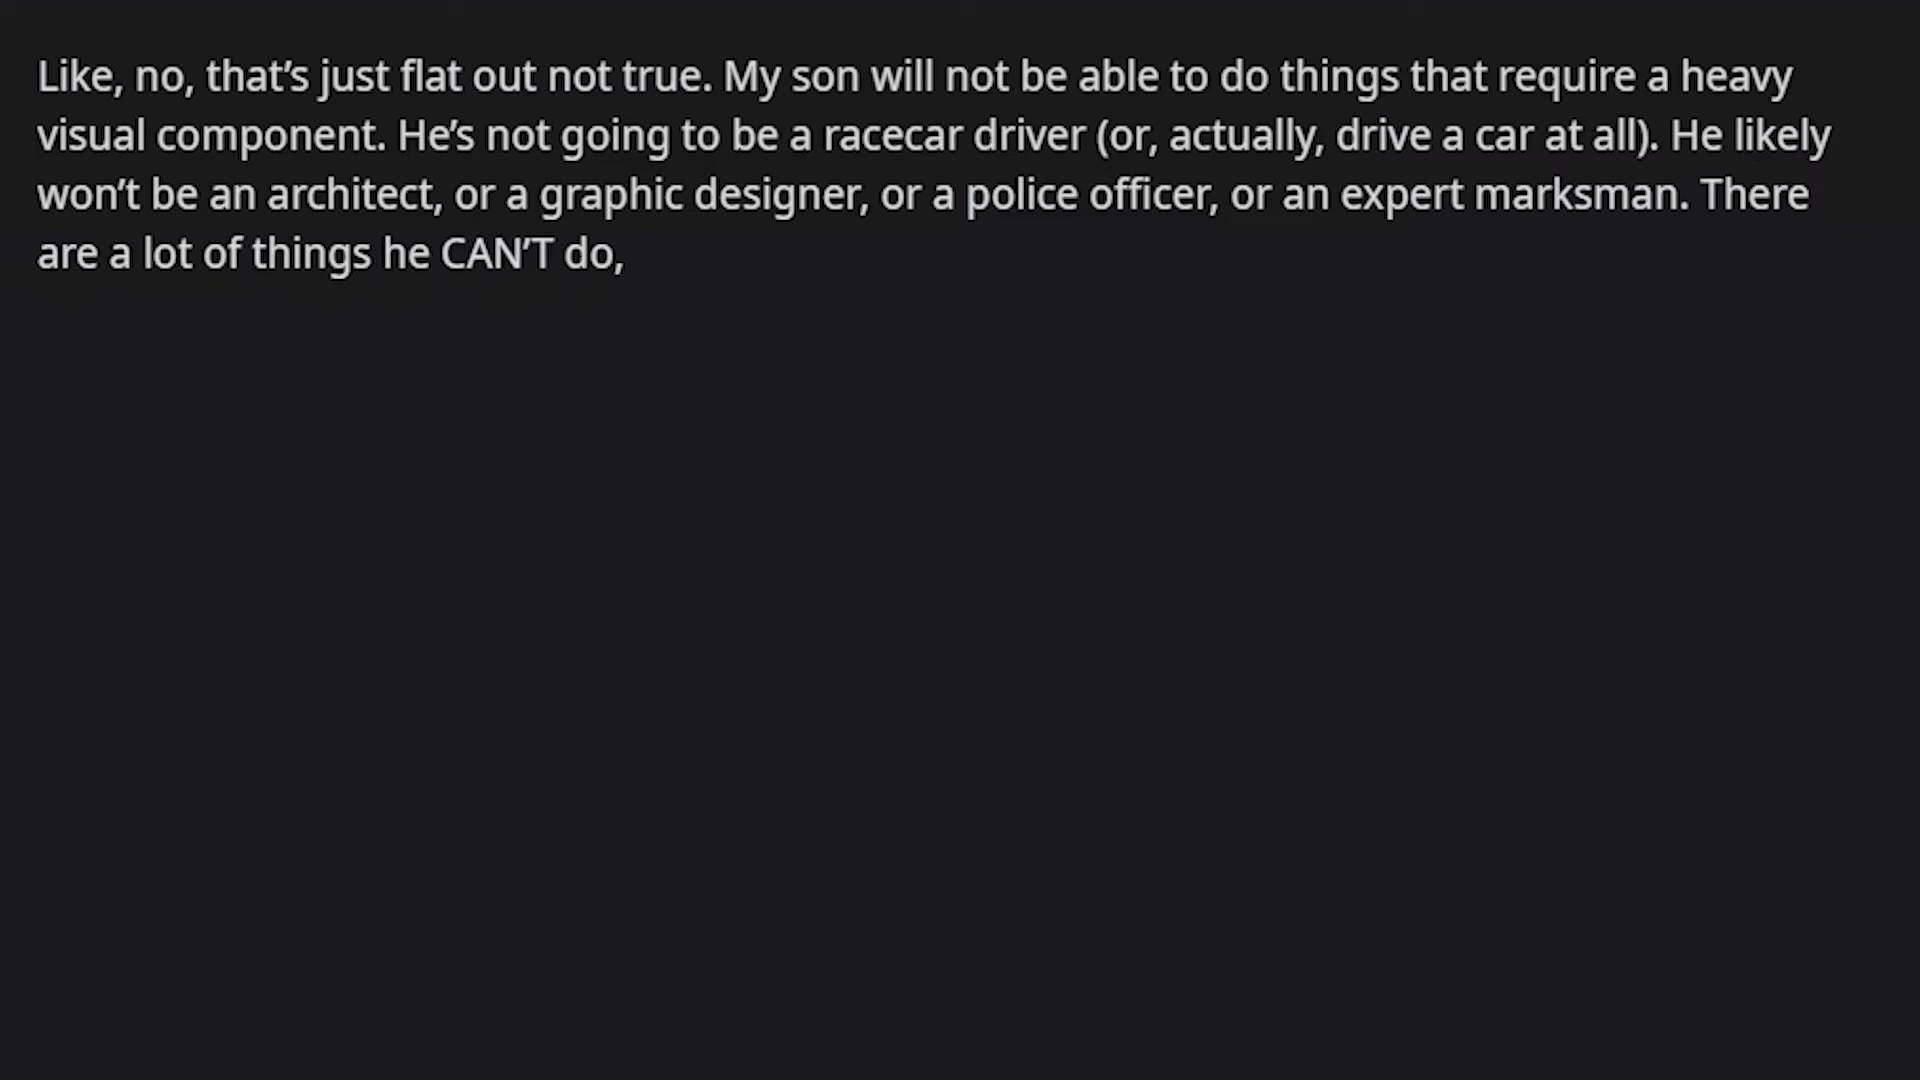 Like, no, that’s just flat out not true. My son will not be able to do things that require a heavy
visual component. He’s not going to be a racecar driver (or, actually, drive a car at all). He likely
won’t be an architect, or a graphic designer, or a police officer, or an expert marksman. There
are a lot of things he CAN’T do,